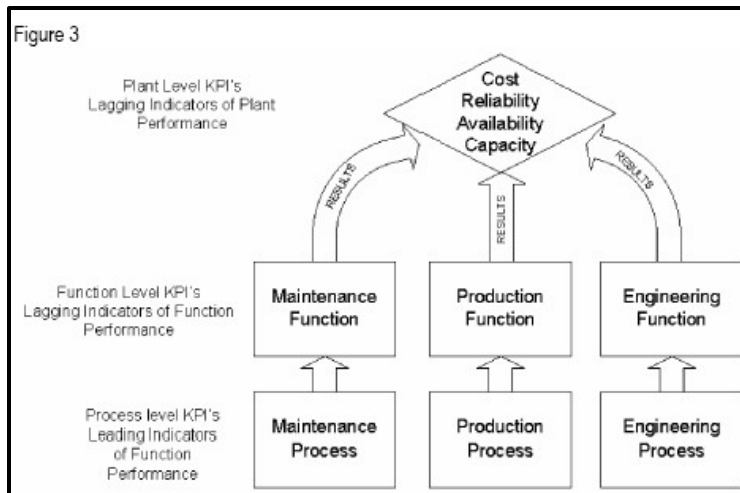 Figure 3
Plant Level KPI's
Lagging Indicators of Plant
Performance
Cost
Reliability
Availability
Capacity
RESULTS
RESULTS
RESULTS
Function Level KPI's
Lagging Indicators of Function
Performance
Maintenance
Function
Production
Function
Engineering
Function
Process level KPI's
Leading Indicators
of Function
Performance
Maintenance
Process
Production
Process
Engineering
Process